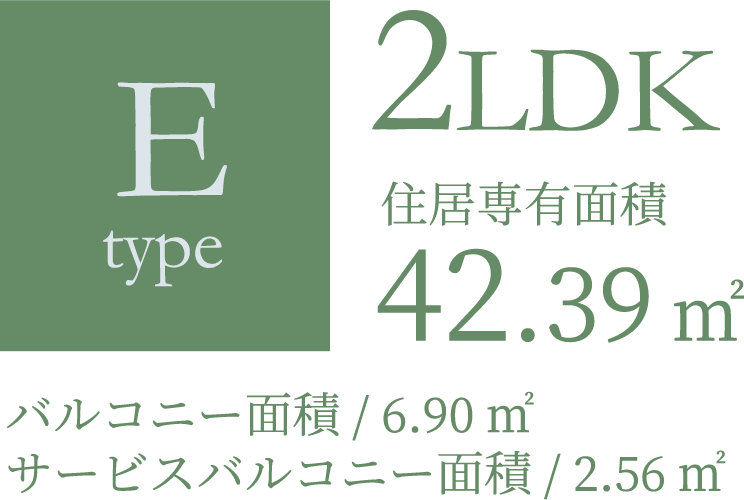 E
type
2LDK
住居専有面積
42.39 ㎡
バルコニー面積 / 6.90 ㎡
サービスバルコニー面積 / 2.56 ㎡